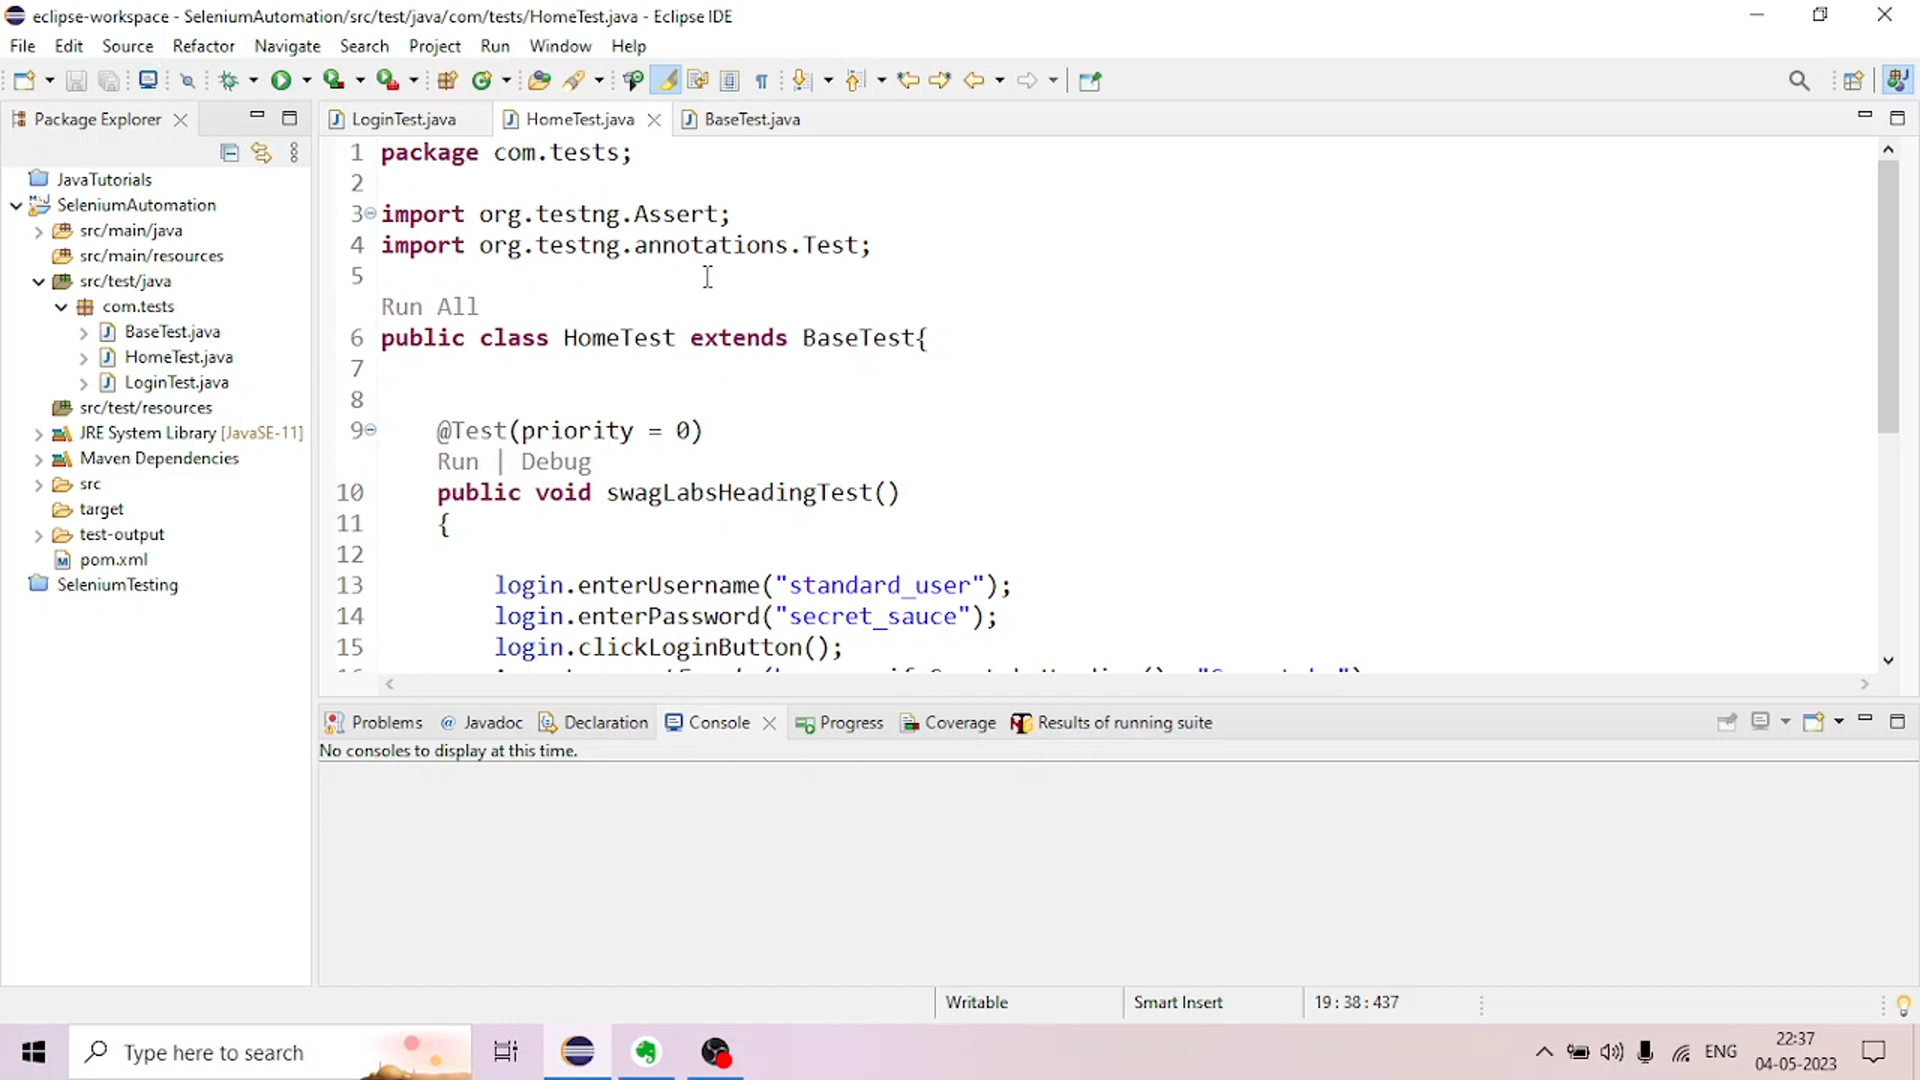 eclipse-workspace - SeleniumAutomation/src/test/java/com/tests/HomeTest.java - Eclipse IDE
File Edit Source Refactor Navigate Search Project Run Window Help
Package Explorer
LoginTest.java HomeTest.java BaseTest.java
JavaTutorials
SeleniumAutomation
src/main/java
src/main/resources
src/test/java
com.tests
BaseTest.java
HomeTest.java
LoginTest.java
src/test/resources
JRE System Library [JavaSE-11]
Maven Dependencies
src
target
test-output
pom.xml
SeleniumTesting
1 package com.tests;
2
3 import org.testng.Assert;
4 import org.testng.annotations.Test;
5
Run All
6 public class HomeTest extends BaseTest{
7
8
9 @Test(priority = 0)
Run | Debug
10 public void swagLabsHeadingTest()
11 {
12
13 login.enterUsername("standard_user");
14 login.enterPassword("secret_sauce");
15 login.clickLoginButton();
Problems Javadoc Declaration Console Progress Coverage Results of running suite
No consoles to display at this time.
Writable Smart Insert 19 : 38 : 437
Type here to search
ENG
22:37
04-05-2023